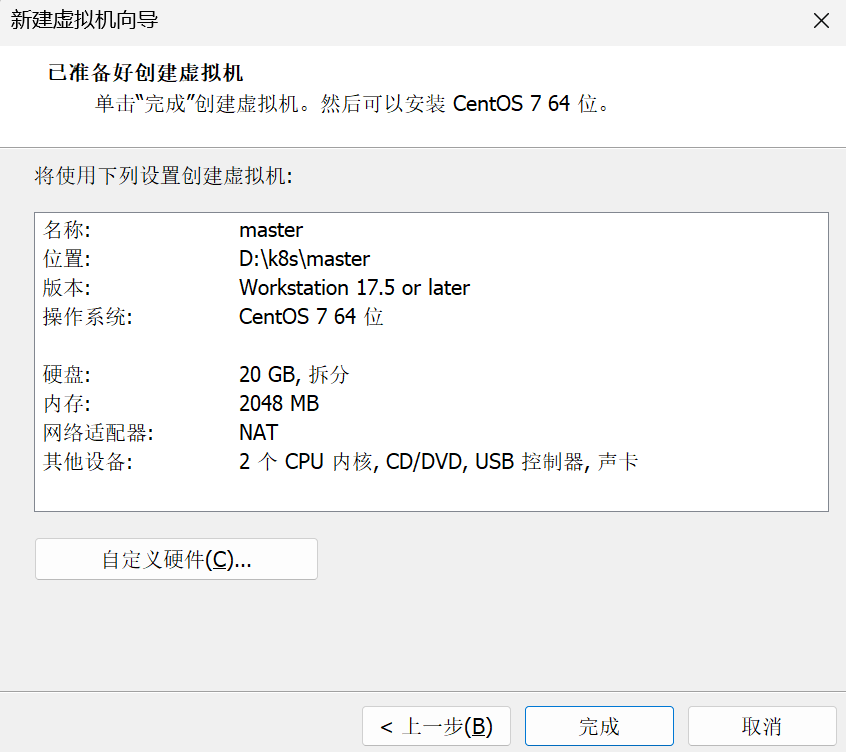 新建虚拟机向导
已准备好创建虚拟机
单击“完成”创建虚拟机。然后可以安装 CentOS 7 64 位。
将使用下列设置创建虚拟机:
名称: master
位置: D:\k8s\master
版本: Workstation 17.5 or later
操作系统: CentOS 7 64 位
硬盘: 20 GB, 拆分
内存: 2048 MB
网络适配器: NAT
其他设备: 2 个 CPU 内核, CD/DVD, USB 控制器, 声卡
自定义硬件(C)...
< 上一步(B) 完成 取消